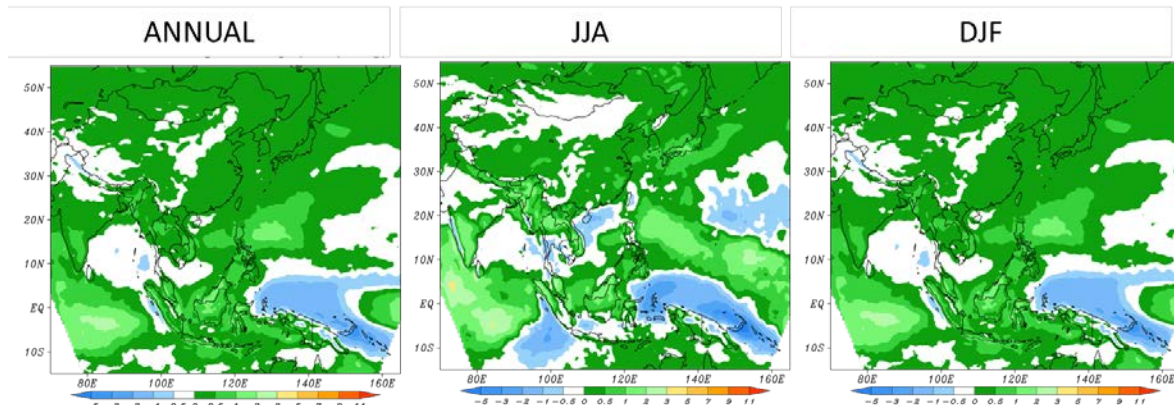 ANNUAL
JJA
DJF
50N 50N 50N
40N 40N 40N
30N 30N 30N
20N 20N 20N
10N 10N 10N
EQ EQ EQ
10S 10S 10S
80E 100E 120E 140E 160E 80E 100E 120E 140E 160E 80E 100E 120E 140E 160E
-5 -3 -2 -1 -0.5 0 0.5 1 2 3 5 7 9 11 -5 -3 -2 -1 -0.5 0 0.5 1 2 3 5 7 9 11